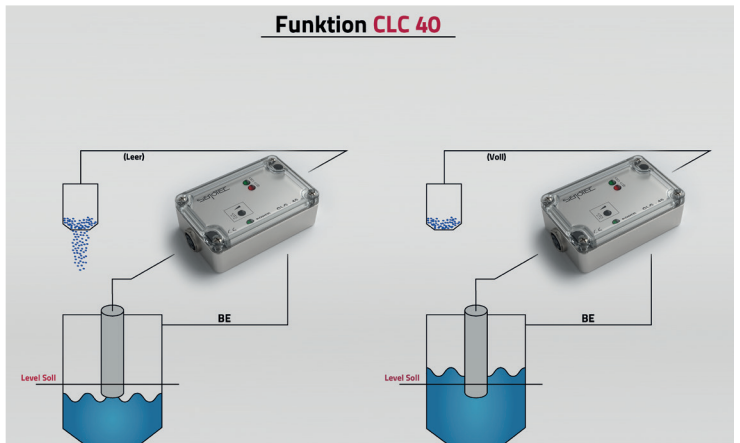 Funktion CLC 40
(Leer)
(Voll)
BE
BE
Level Soll
Level Soll